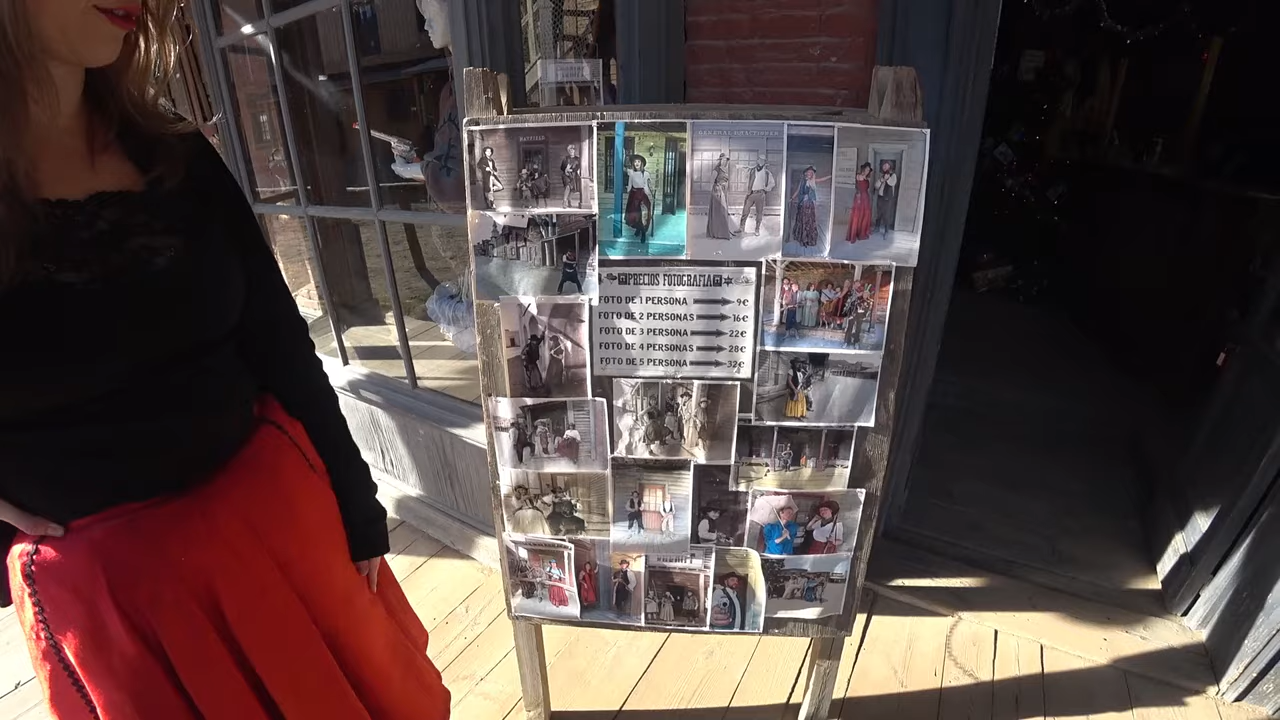 PRECIOS FOTOGRAFIA
FOTO DE 1 PERSONA 9€
FOTO DE 2 PERSONAS 16€
FOTO DE 3 PERSONA 22€
FOTO DE 4 PERSONAS 28€
FOTO DE 5 PERSONA 32€